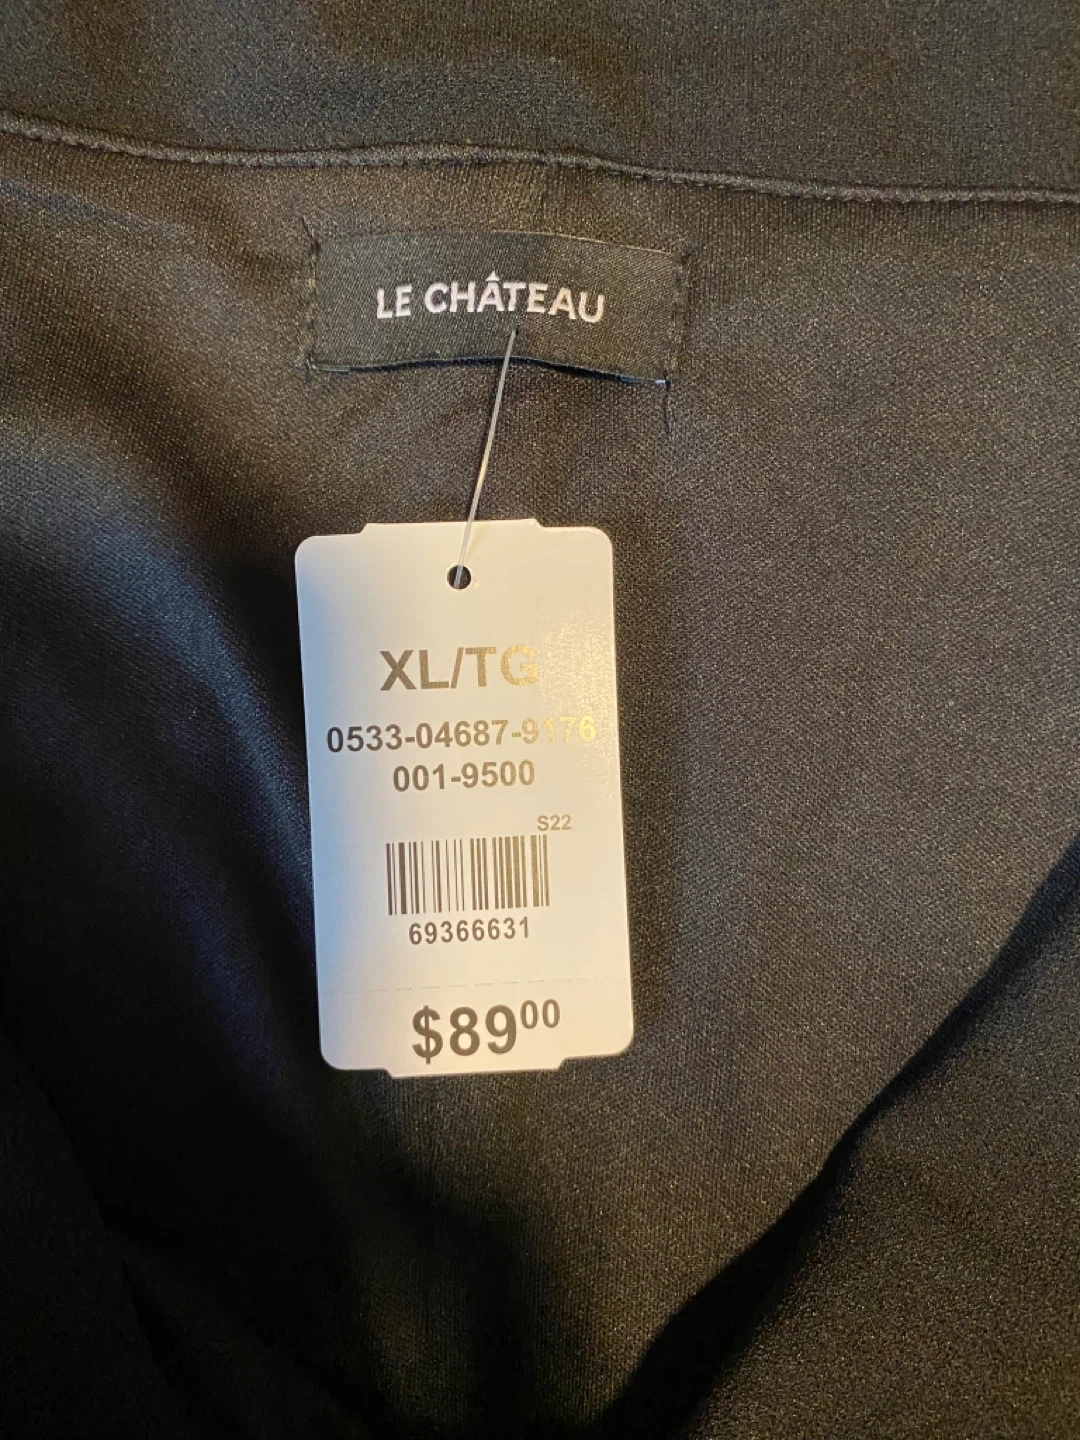 LE CHÂTEAU
XL/TG
0533-04687-9176
001-9500
S22
69366631
$89⁰⁰